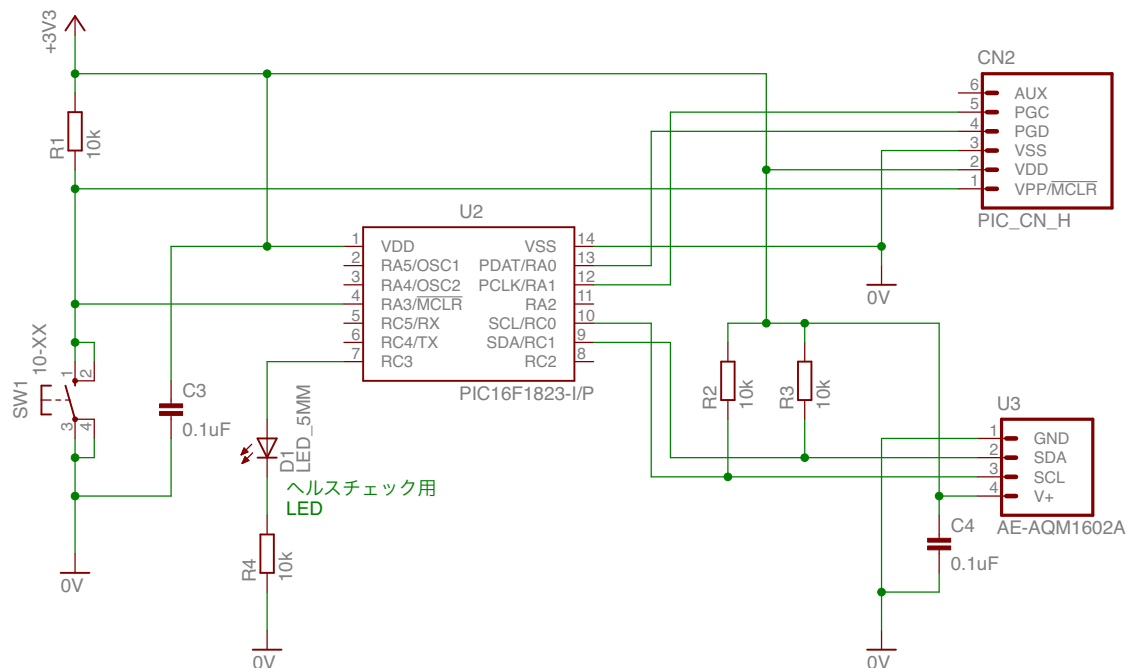 +3V3
R1
10k
SW1
10-XX
1
2
3
4
0V
C3
0.1uF
D1
LED_5MM
ヘルスチェック用
LED
R4
10k
0V
U2
1 VDD
2 RA5/OSC1
3 RA4/OSC2
4 RA3/MCLR
5 RC5/RX
6 RC4/TX
7 RC3
VSS 14
PDAT/RA0 13
PCLK/RA1 12
RA2 11
SCL/RC0 10
SDA/RC1 9
RC2 8
PIC16F1823-I/P
CN2
6 AUX
5 PGC
4 PGD
3 VSS
2 VDD
1 VPP/MCLR
PIC_CN_H
0V
R2
10k
R3
10k
U3
1 GND
2 SDA
3 SCL
4 V+
AE-AQM1602A
C4
0.1uF
0V